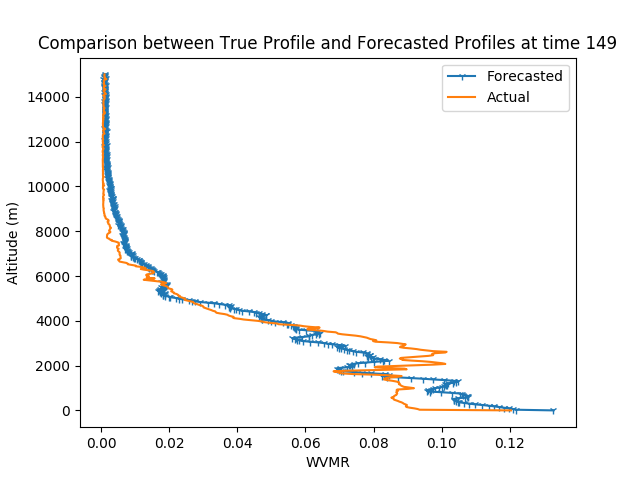 Comparison between True Profile and Forecasted Profiles at time 149
Forecasted
Actual
14000
12000
10000
8000
6000
4000
2000
0
Altitude (m)
0.00 0.02 0.04 0.06 0.08 0.10 0.12
WVMR